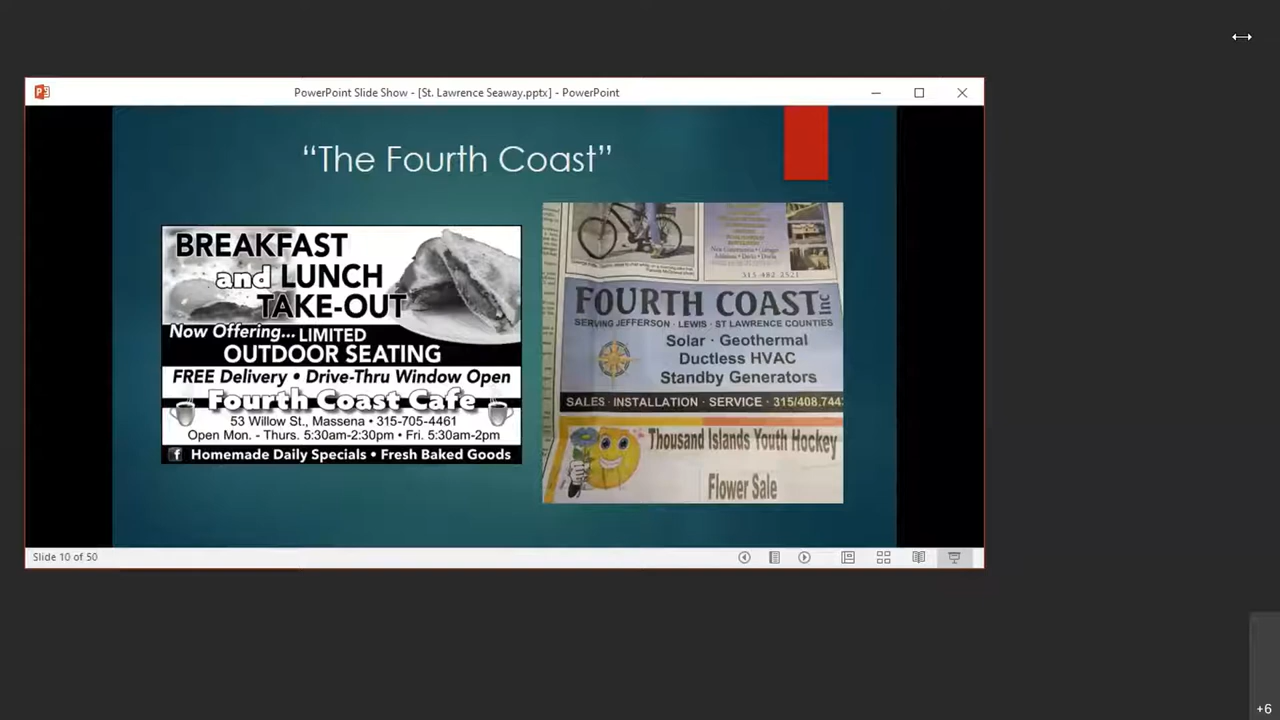 PowerPoint Slide Show - [St. Lawrence Seaway.pptx] - PowerPoint
“The Fourth Coast”
BREAKFAST
and LUNCH
TAKE-OUT
Now Offering... LIMITED
OUTDOOR SEATING
FREE Delivery • Drive-Thru Window Open
Fourth Coast Cafe
53 Willow St., Massena • 315-705-4461
Open Mon. - Thurs. 5:30am-2:30pm • Fri. 5:30am-2pm
f Homemade Daily Specials • Fresh Baked Goods
315-482-2521
FOURTH COAST Inc
SERVING JEFFERSON · LEWIS · ST LAWRENCE COUNTIES
Solar · Geothermal
Ductless HVAC
Standby Generators
SALES · INSTALLATION · SERVICE · 315/408.744
Thousand Islands Youth Hockey
Flower Sale
Slide 10 of 50
+6